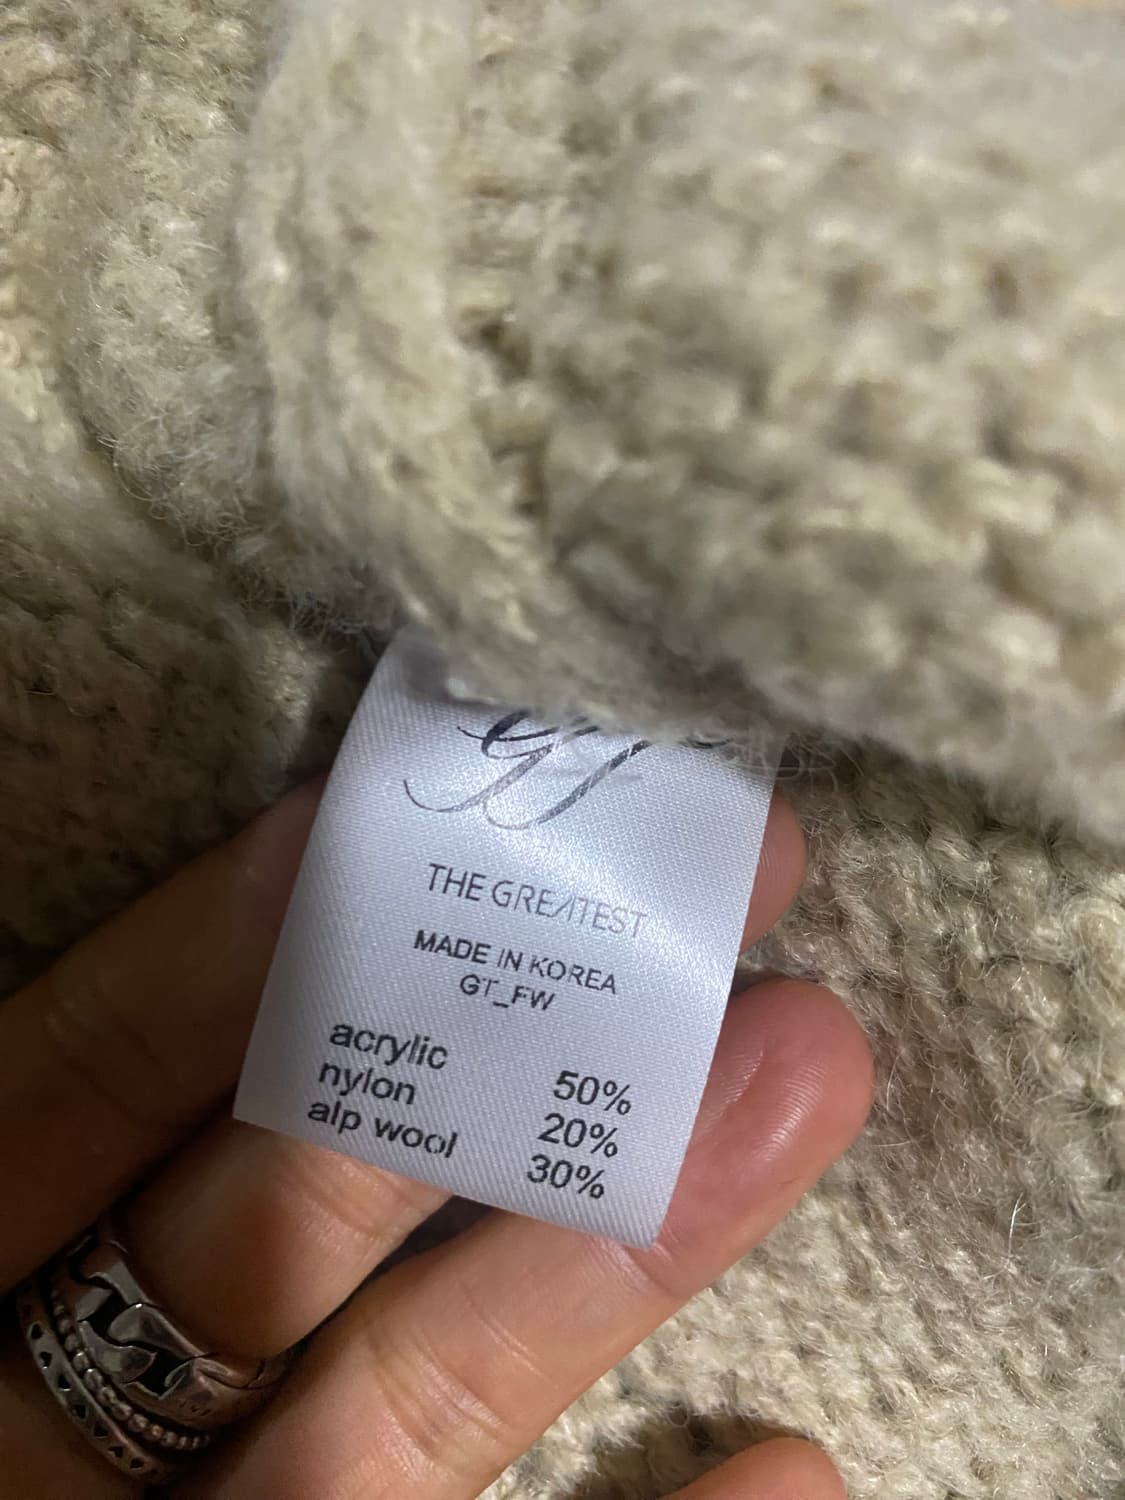 THE GREATEST
MADE IN KOREA
GT_FW
acrylic 50%
nylon 20%
alp wool 30%